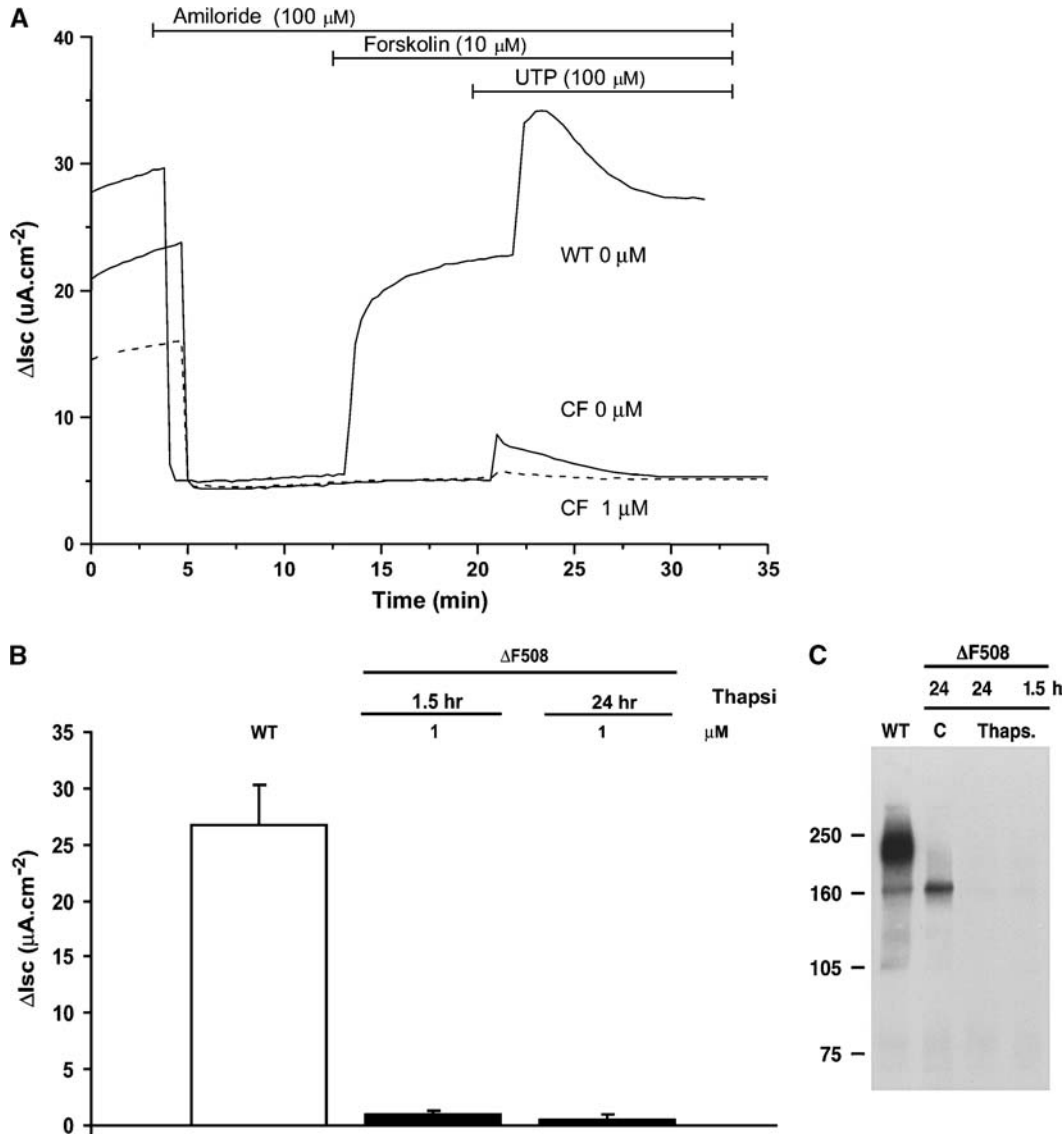 A
Amiloride (100 µM)
Forskolin (10 µM)
UTP (100 µM)
40
30
20
10
0
ΔIsc (uA.cm-2)
WT 0 µM
CF 0 µM
CF 1 µM
0 5 10 15 20 25 30 35
Time (min)
B
ΔF508
1.5 hr 24 hr Thapsi
WT 1 1 µM
35
30
25
20
15
10
5
0
ΔIsc (µA.cm-2)
C
ΔF508
24 24 1.5 h
WT C Thaps.
250
160
105
75